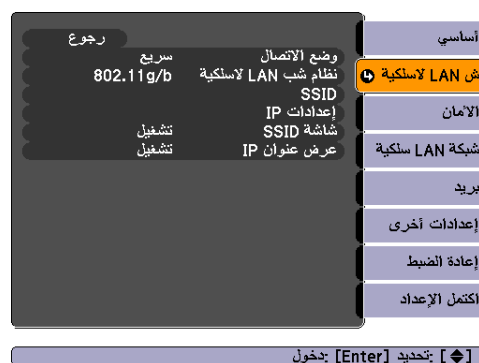 أساسي
ش LAN لاسلكية
الأمان
شبكة LAN سلكية
بريد
إعدادات أخرى
إعادة الضبط
اكتمل الإعداد
رجوع
وضع الاتصال سريع
نظام شب LAN لاسلكية 802.11g/b
SSID
إعدادات IP
شاشة SSID تشغيل
عرض عنوان IP تشغيل
[◆] :تحديد [Enter] :دخول